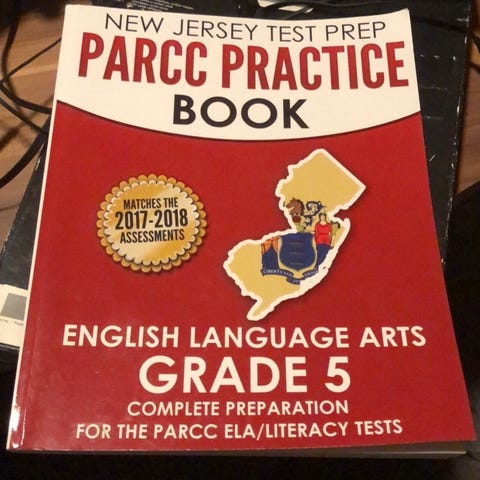 NEW JERSEY TEST PREP
PARCC PRACTICE
BOOK
MATCHES THE
2017-2018
ASSESSMENTS
ENGLISH LANGUAGE ARTS
GRADE 5
COMPLETE PREPARATION
FOR THE PARCC ELA/LITERACY TESTS